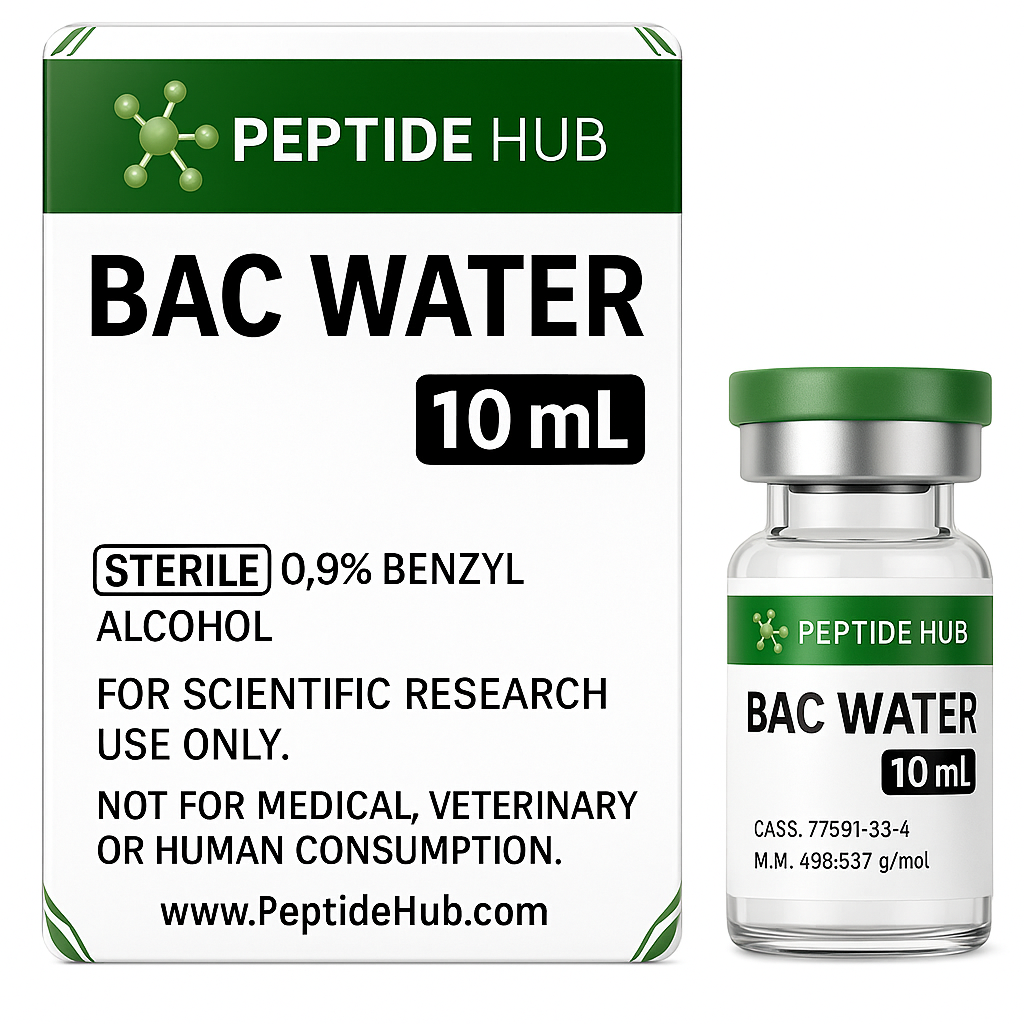 PEPTIDE HUB
BAC WATER
10 mL
STERILE 0,9% BENZYL
ALCOHOL
FOR SCIENTIFIC RESEARCH
USE ONLY.
NOT FOR MEDICAL, VETERINARY
OR HUMAN CONSUMPTION.
www.PeptideHub.com
PEPTIDE HUB
BAC WATER
10 mL
CASS. 77591-33-4
M.M. 498:537 g/mol